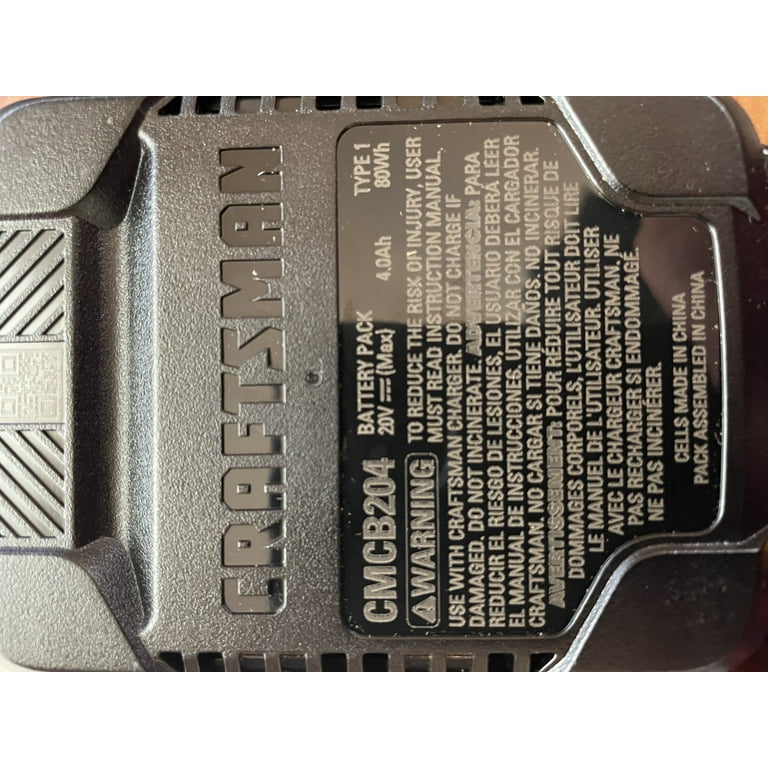 CRAFTSMAN
®
CMCB204 BATTERY PACK TYPE 1
20V ⎓ (Max) 4.0Ah 80Wh
⚠WARNING TO REDUCE THE RISK OF INJURY, USER
MUST READ INSTRUCTION MANUAL.
USE WITH CRAFTSMAN CHARGER. DO NOT CHARGE IF
DAMAGED. DO NOT INCINERATE. ADVERTENCIA: PARA
REDUCIR EL RIESGO DE LESIONES, EL USUARIO DEBERÁ LEER
EL MANUAL DE INSTRUCCIONES. UTILIZAR CON EL CARGADOR
CRAFTSMAN. NO CARGAR SI TIENE DAÑOS. NO INCINERAR.
AVERTISSEMENT: POUR RÉDUIRE TOUT RISQUE DE
DOMMAGES CORPORELS, L'UTILISATEUR DOIT LIRE
LE MANUEL DE L'UTILISATEUR. UTILISER
AVEC LE CHARGEUR CRAFTSMAN. NE
PAS RECHARGER SI ENDOMMAGÉ.
NE PAS INCINÉRER.
CELLS MADE IN CHINA
PACK ASSEMBLED IN CHINA